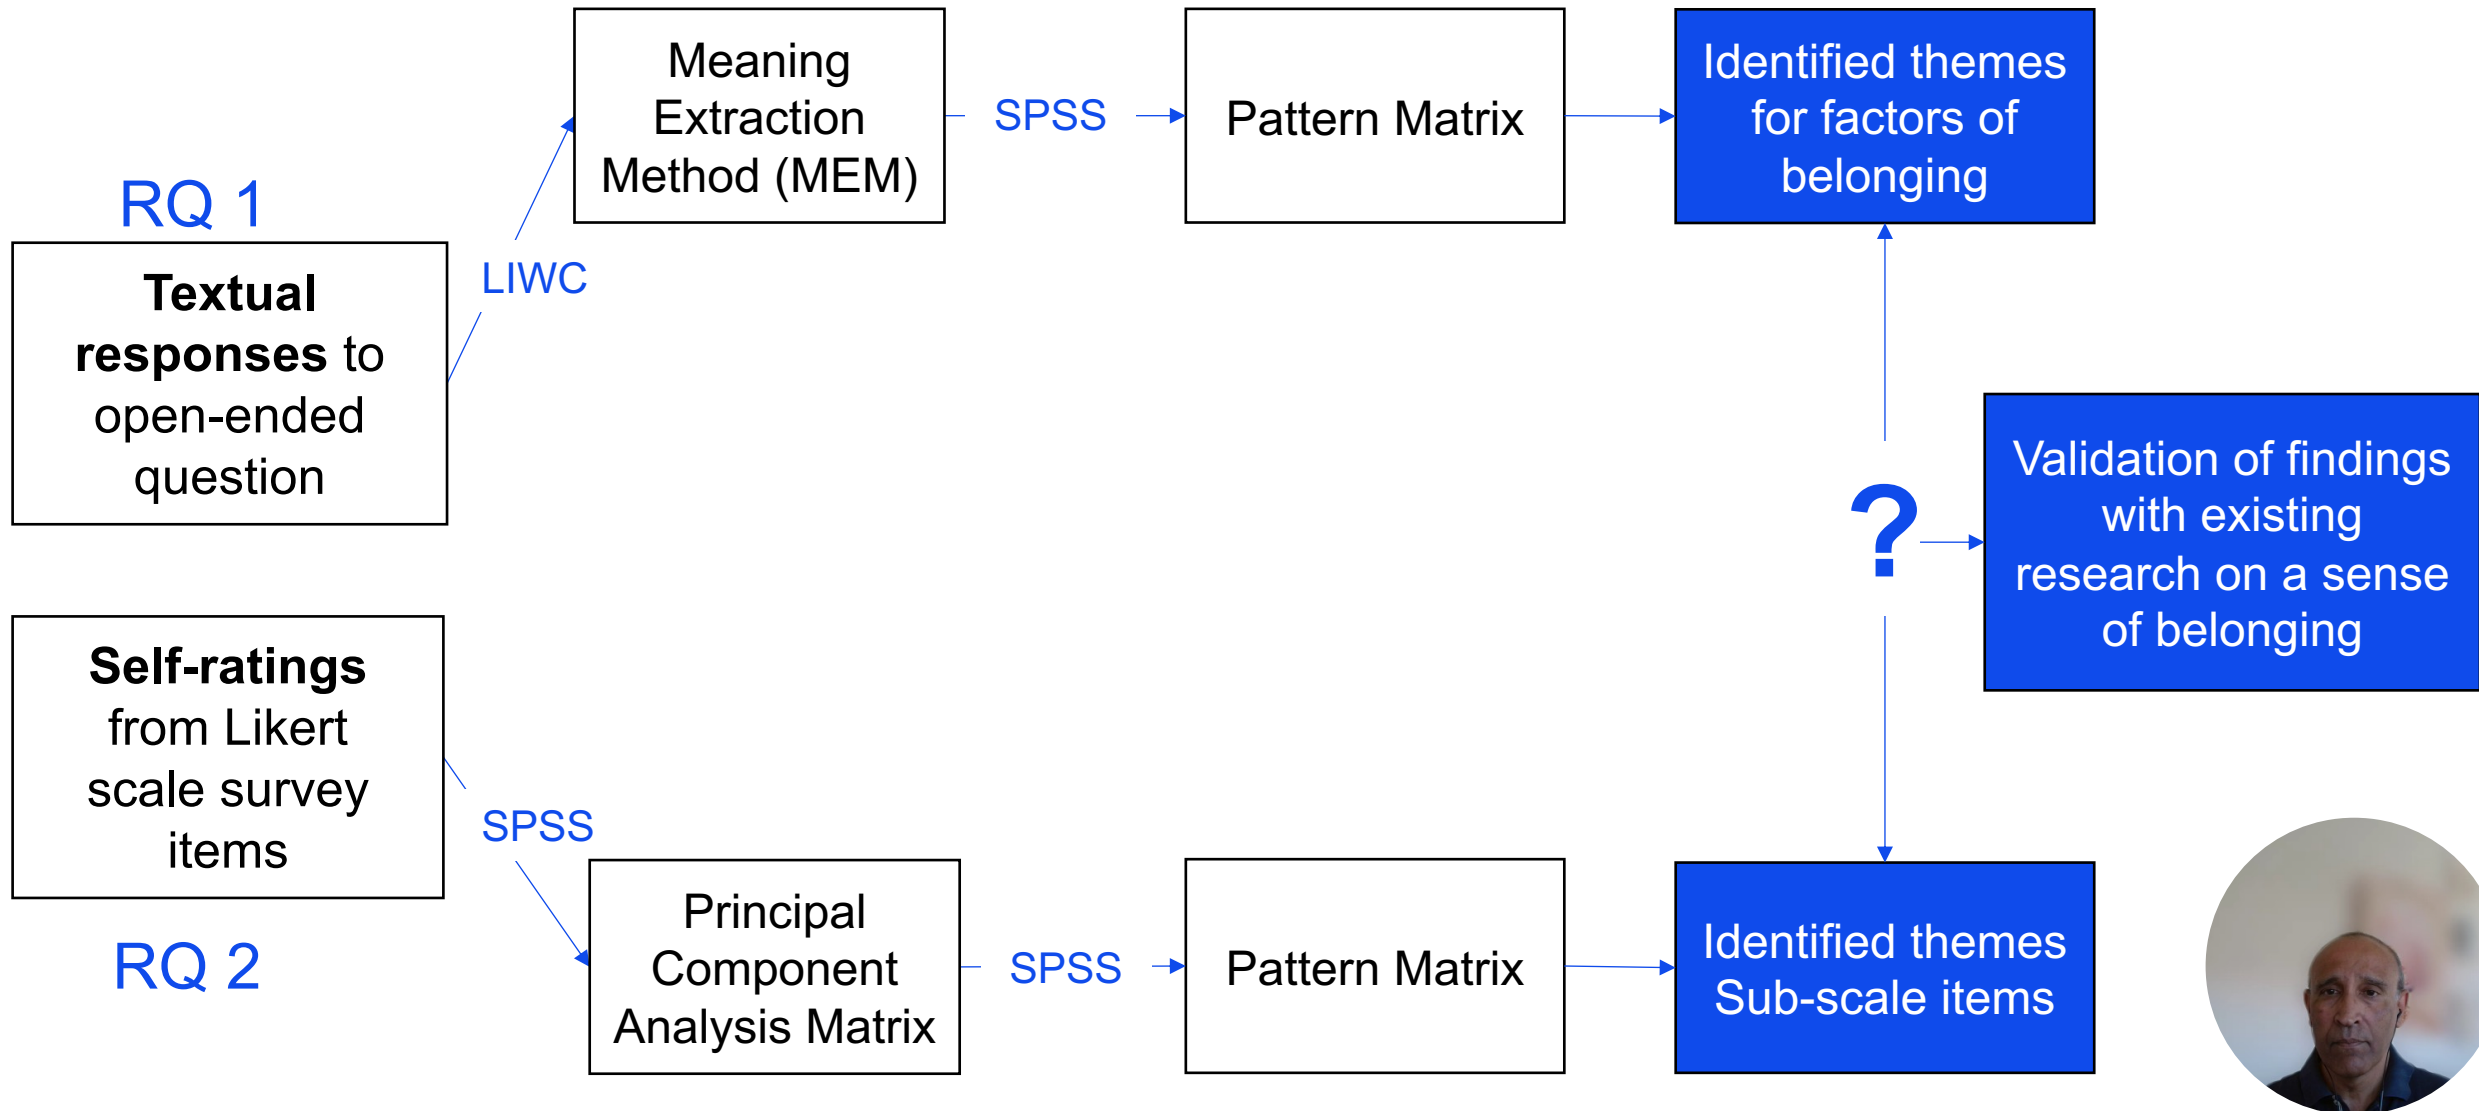 RQ 1
Textual
responses to
open-ended
question
LIWC
Meaning
Extraction
Method (MEM)
SPSS
Pattern Matrix
Identified themes
for factors of
belonging
?
Validation of findings
with existing
research on a sense
of belonging
Self-ratings
from Likert
scale survey
items
RQ 2
SPSS
Principal
Component
Analysis Matrix
SPSS
Pattern Matrix
Identified themes
Sub-scale items